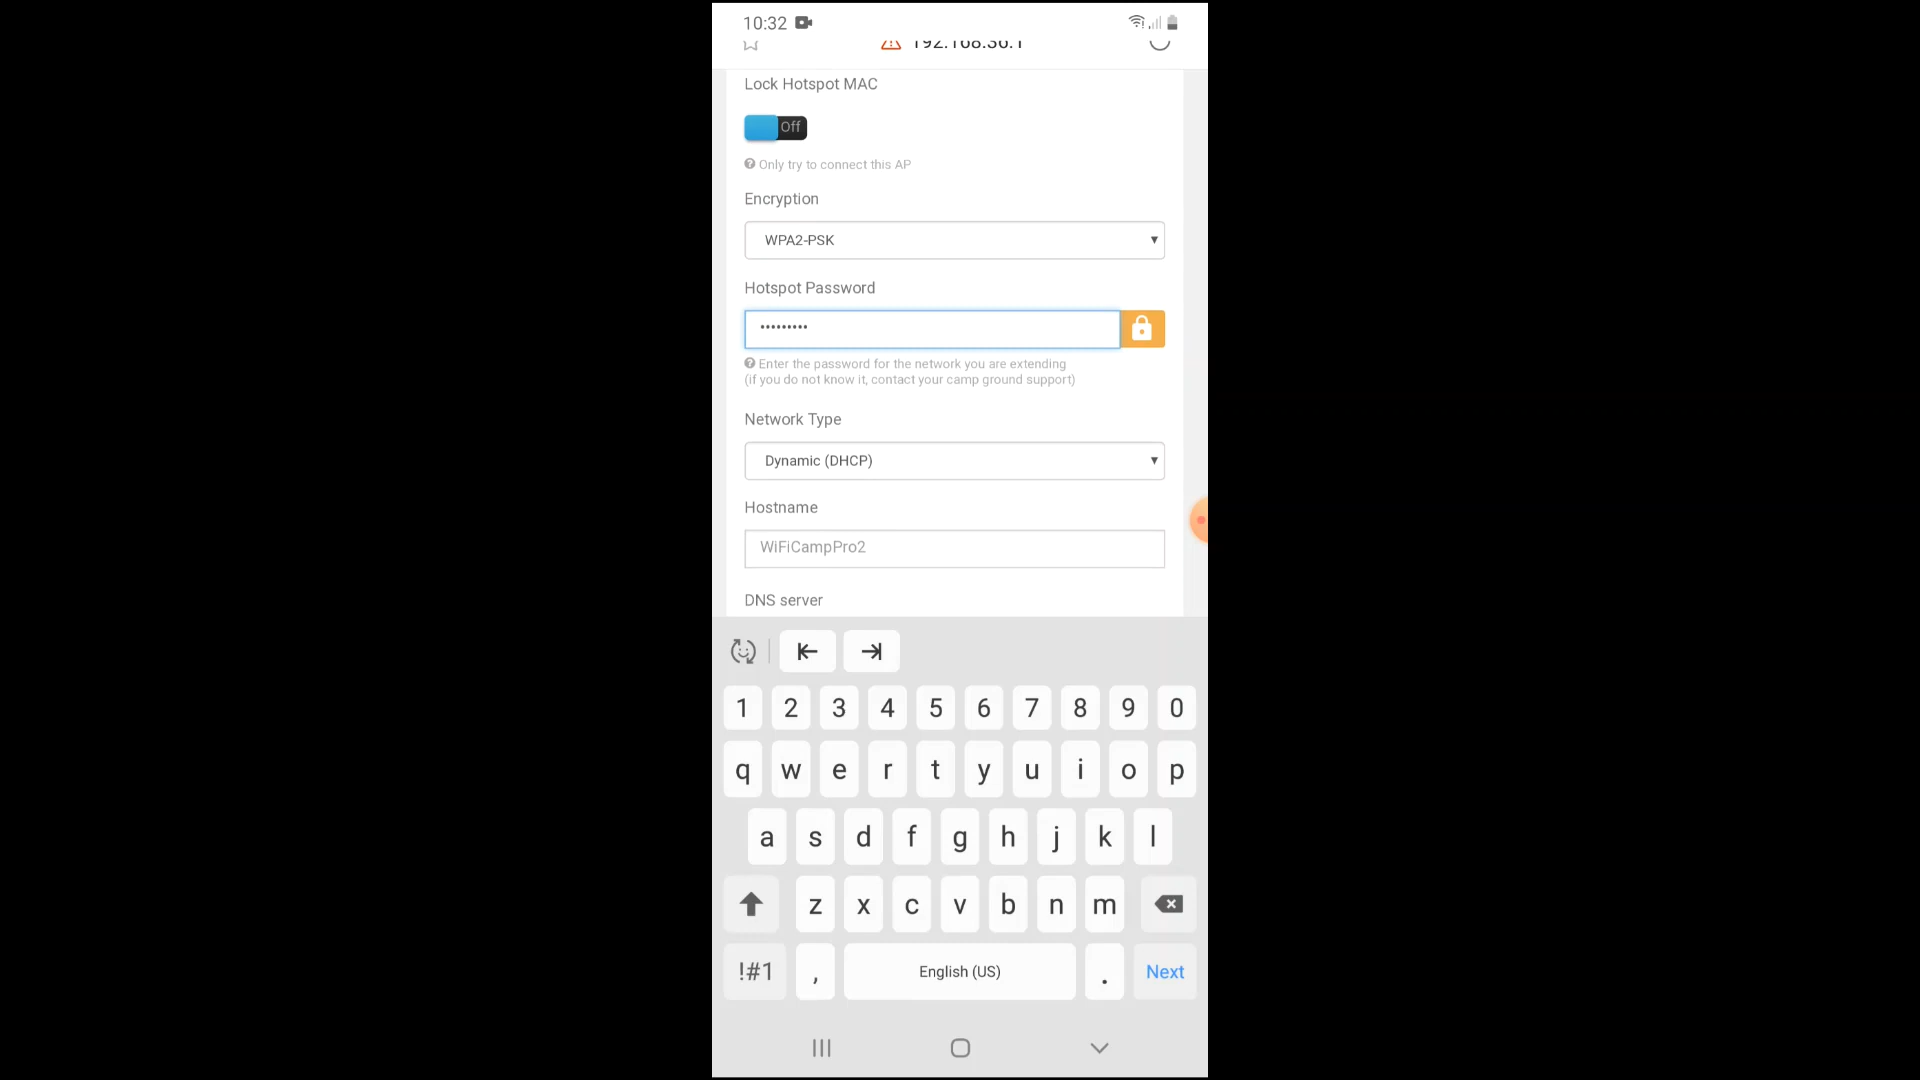 10:32
192.168.36.1
Lock Hotspot MAC
Off
Only try to connect this AP
Encryption
WPA2-PSK
Hotspot Password
•••••••••
Enter the password for the network you are extending
(if you do not know it, contact your camp ground support)
Network Type
Dynamic (DHCP)
Hostname
WiFiCampPro2
DNS server
1 2 3 4 5 6 7 8 9 0
q w e r t y u i o p
a s d f g h j k l
z x c v b n m
!#1 , English (US) . Next